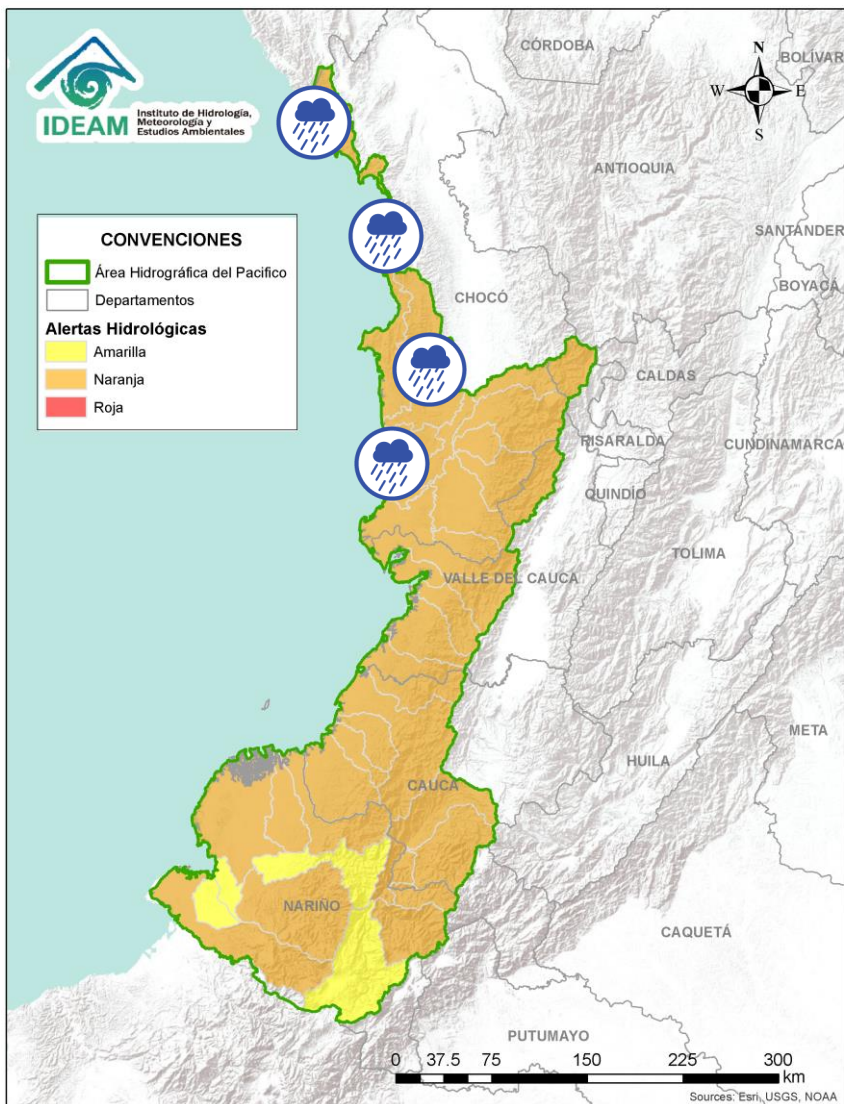 IDEAM
Instituto de Hidrología,
Meteorología y
Estudios Ambientales
CÓRDOBA
BOLÍVAR
N
W
E
S
ANTIOQUIA
SANTANDER
BOYACÁ
CONVENCIONES
Área Hidrográfica del Pacifico
Departamentos
Alertas Hidrológicas
Amarilla
Naranja
Roja
CHOCÓ
CALDAS
RISARALDA
CUNDINAMARCA
QUINDÍO
TOLIMA
VALLE DEL CAUCA
META
HUILA
CAUCA
NARIÑO
CAQUETÁ
PUTUMAYO
0 37.5 75 150 225 300
km
Sources: Esri, USGS, NOAA